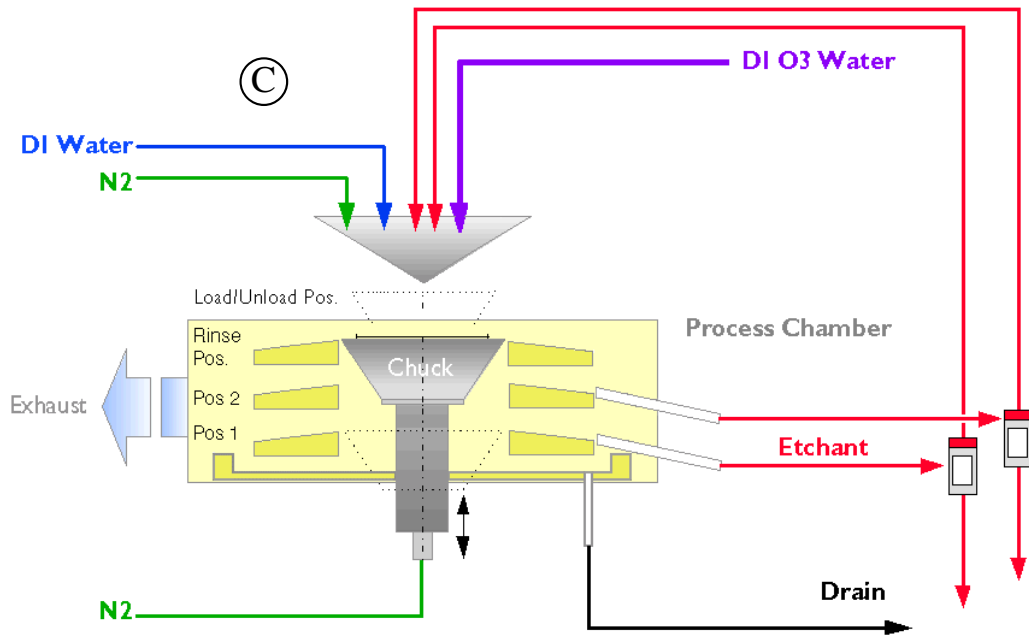 DI O3 Water
©
DI Water
N2
Load/Unload Pos.
Rinse
Pos.
Process Chamber
Chuck
Pos 2
Exhaust
Pos 1
Etchant
Drain
N2